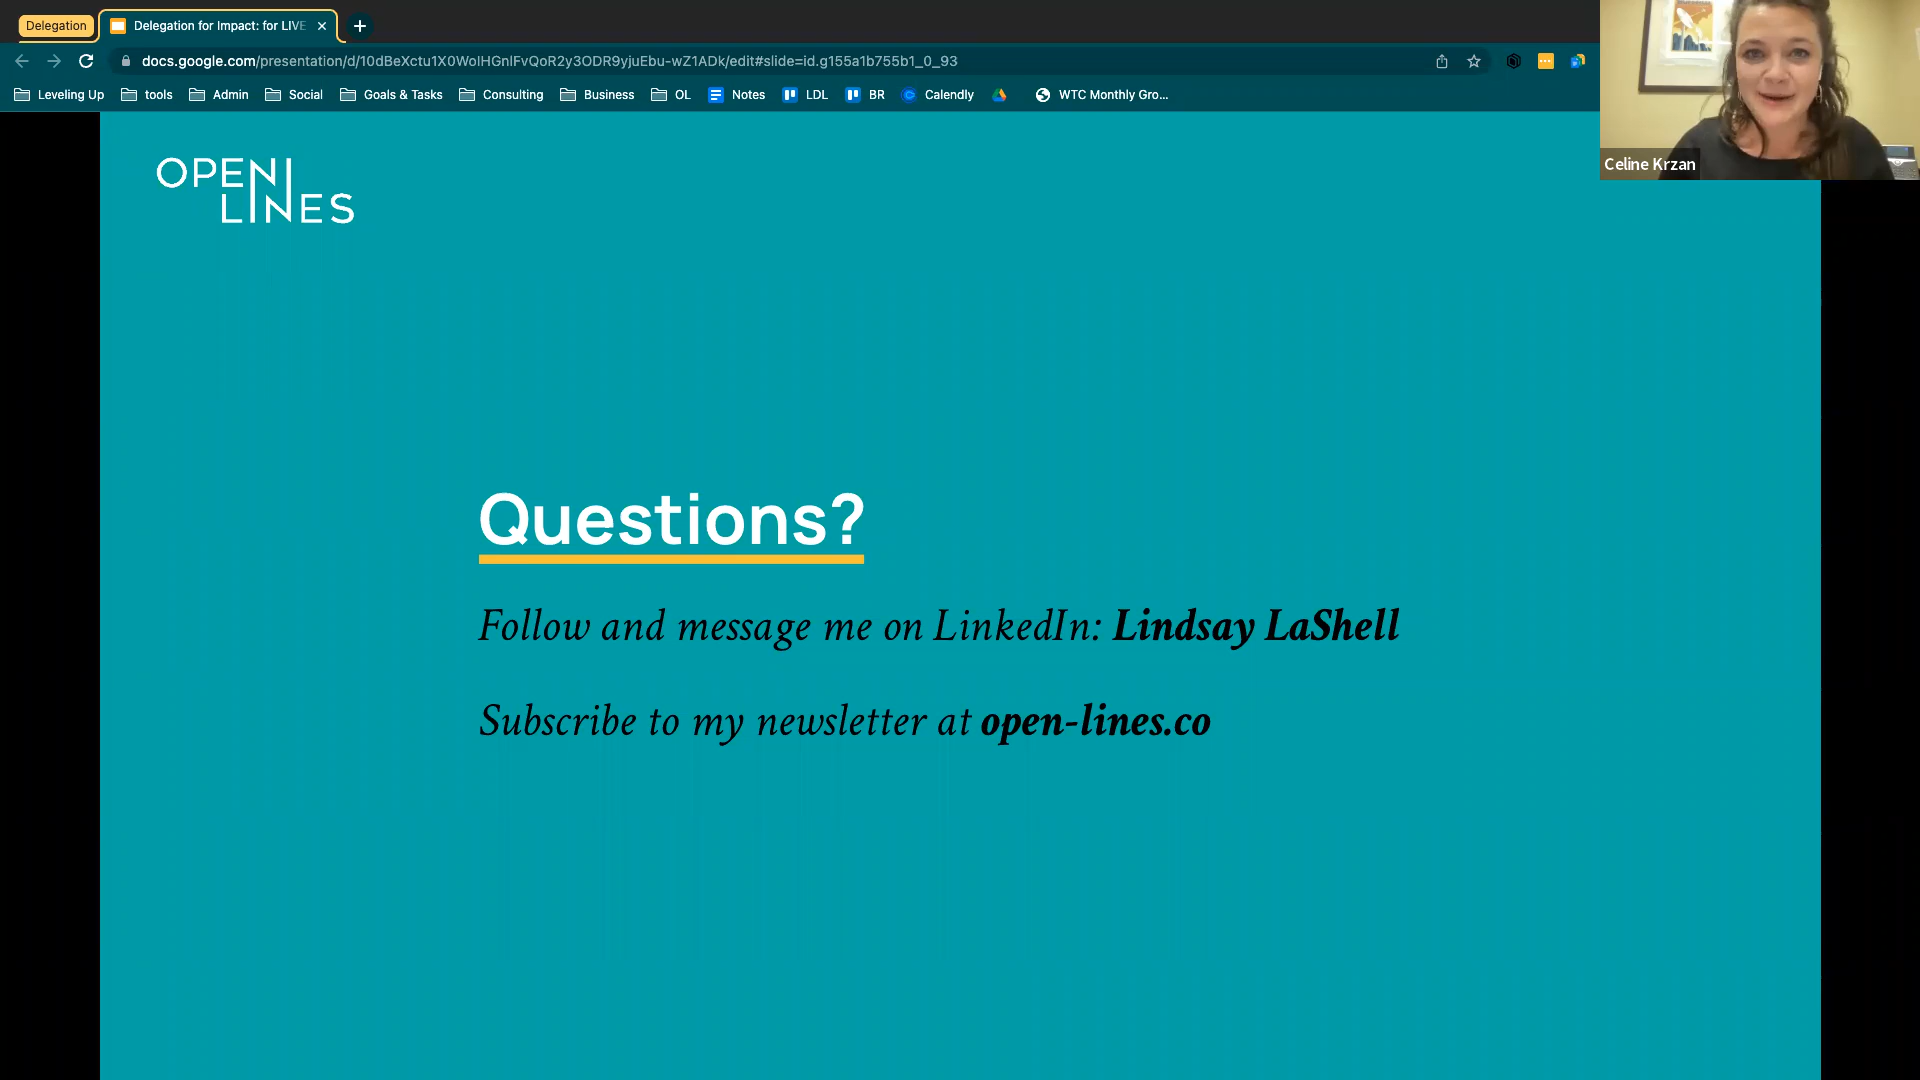 Delegation
Delegation for Impact: for LIVE
docs.google.com/presentation/d/10dBeXctu1X0WolHGnlFvQoR2y3ODR9yjuEbu-wZ1ADk/edit#slide=id.g155a1b755b1_0_93
Leveling Up tools Admin Social Goals & Tasks Consulting Business OL Notes LDL BR Calendly WTC Monthly Gro...
Celine Krzan
OPEN
LINES
Questions?
Follow and message me on LinkedIn: Lindsay LaShell
Subscribe to my newsletter at open-lines.co